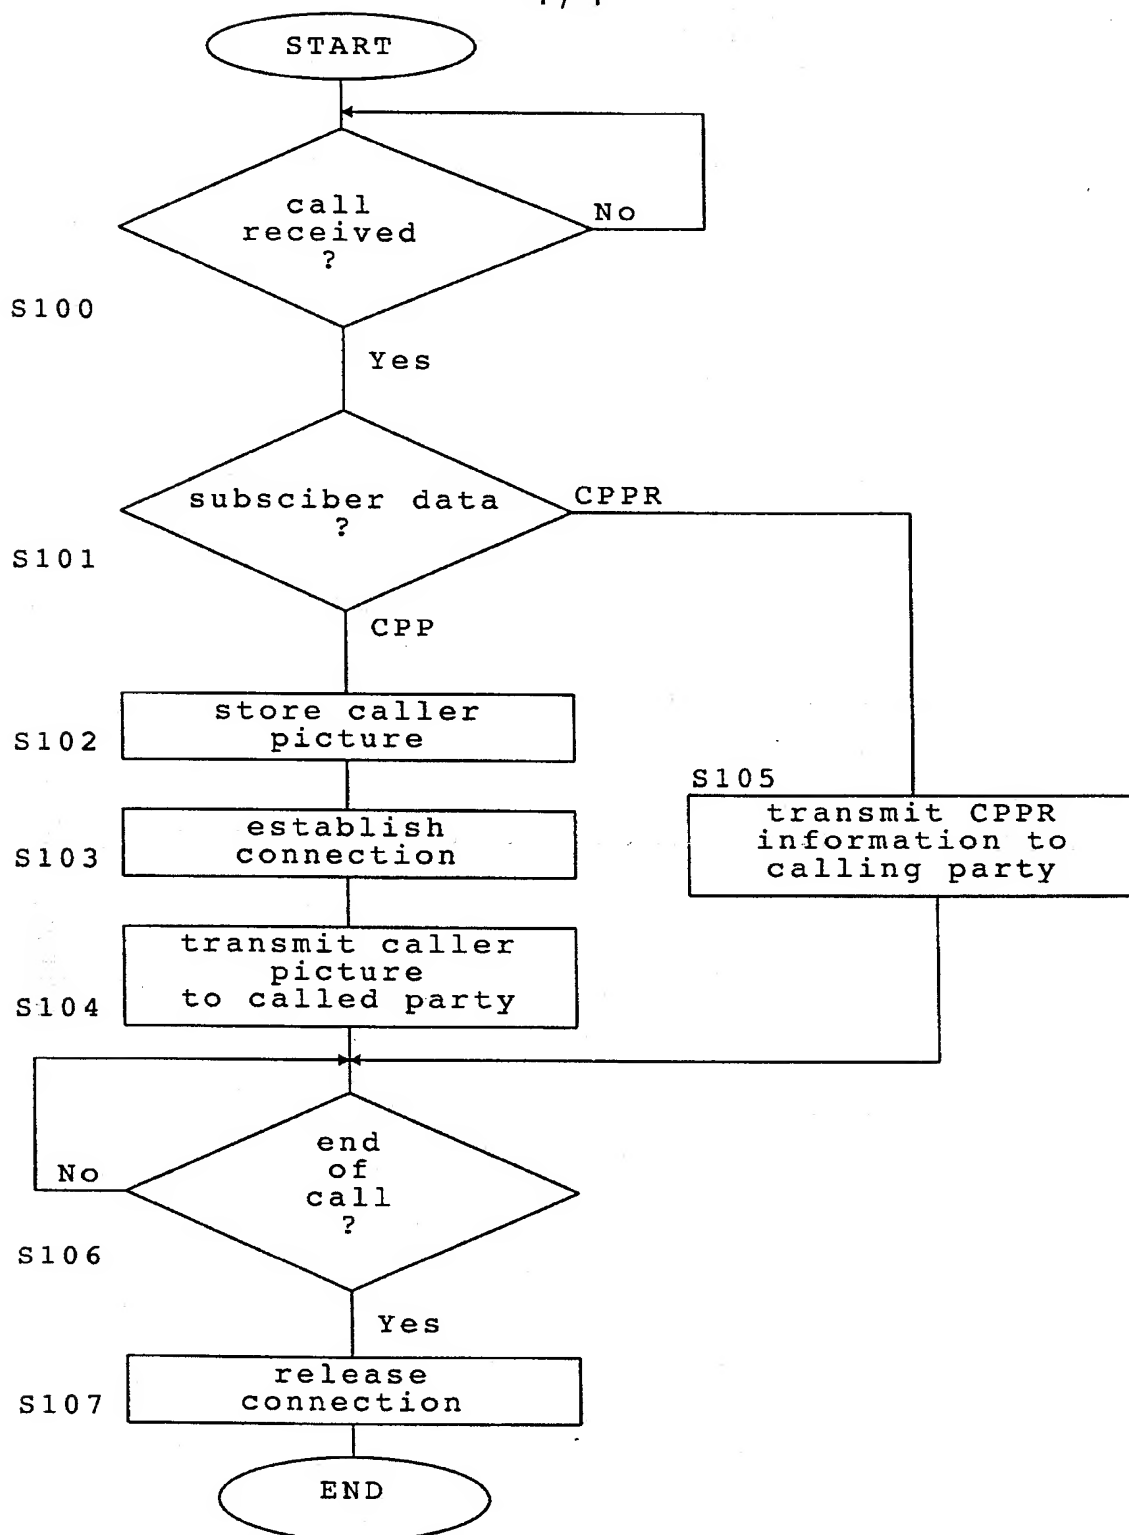 START
call
received
?
No
S100
Yes
subsciber data
?
CPPR
S101
CPP
store caller
picture
S102
establish
connection
S103
transmit caller
picture
to called party
S104
S105
transmit CPPR
information to
calling party
end
of
call
?
No
S106
Yes
release
connection
S107
END